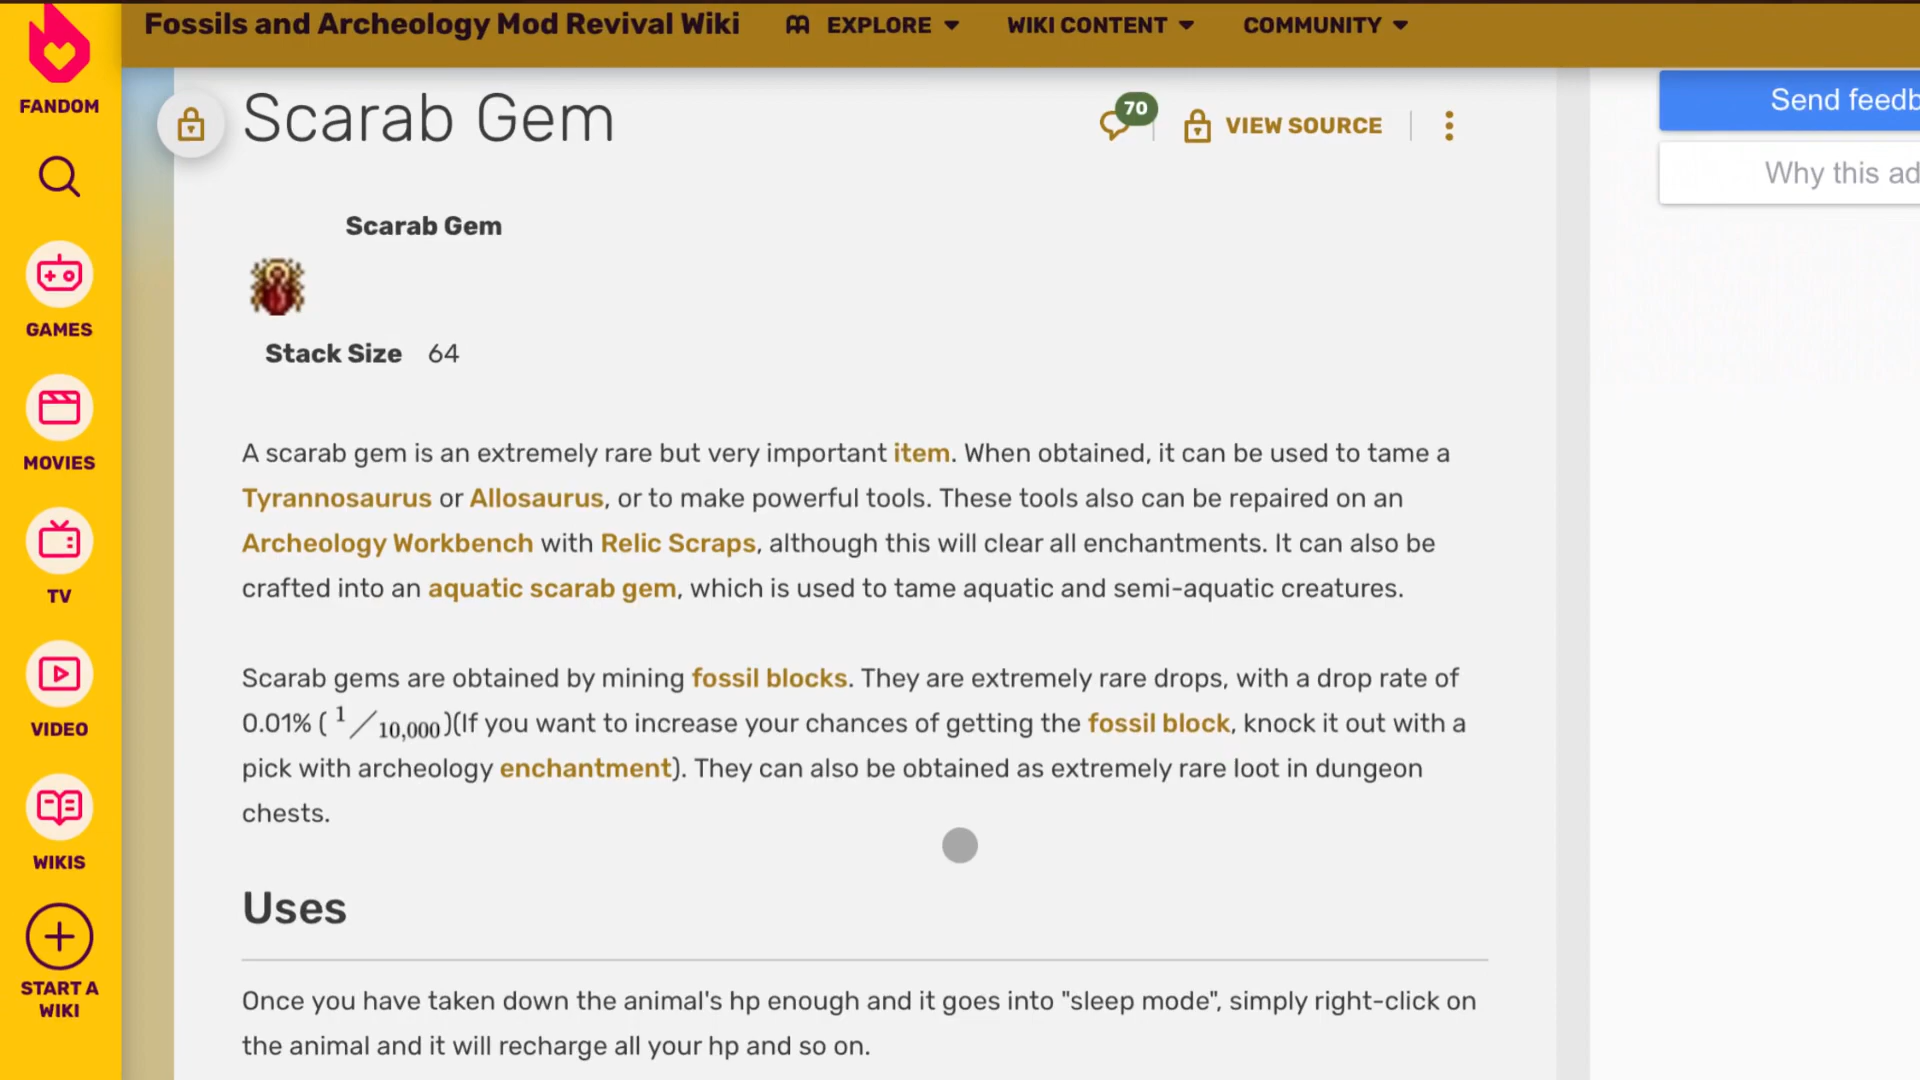 Fossils and Archeology Mod Revival Wiki
EXPLORE
WIKI CONTENT
COMMUNITY
FANDOM
GAMES
MOVIES
TV
VIDEO
WIKIS
START A
WIKI
Scarab Gem
70
VIEW SOURCE
Scarab Gem
Stack Size 64
A scarab gem is an extremely rare but very important item. When obtained, it can be used to tame a
Tyrannosaurus or Allosaurus, or to make powerful tools. These tools also can be repaired on an
Archeology Workbench with Relic Scraps, although this will clear all enchantments. It can also be
crafted into an aquatic scarab gem, which is used to tame aquatic and semi-aquatic creatures.
Scarab gems are obtained by mining fossil blocks. They are extremely rare drops, with a drop rate of
0.01% ( 1/10,000)(If you want to increase your chances of getting the fossil block, knock it out with a
pick with archeology enchantment). They can also be obtained as extremely rare loot in dungeon
chests.
Uses
Once you have taken down the animal's hp enough and it goes into "sleep mode", simply right-click on
the animal and it will recharge all your hp and so on.
Send feedb
Why this ad